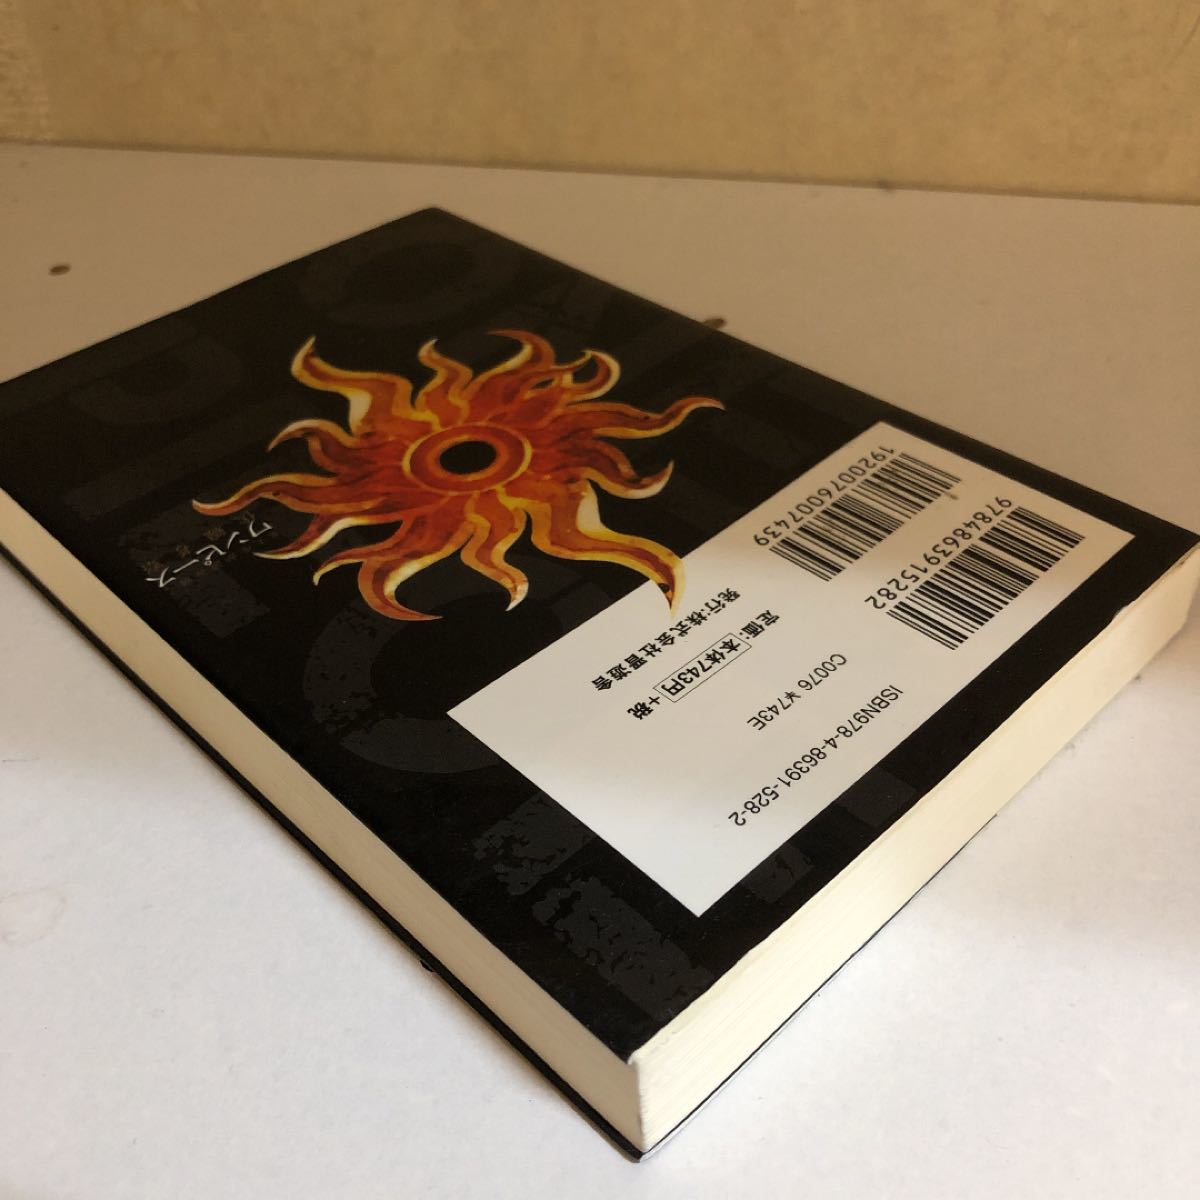 ワンピース
9784863915282
1920076007439
ISBN978-4-86391-528-2
C0076 ¥743E
定価:本体743円 +税
発行:株式会社晋遊舎